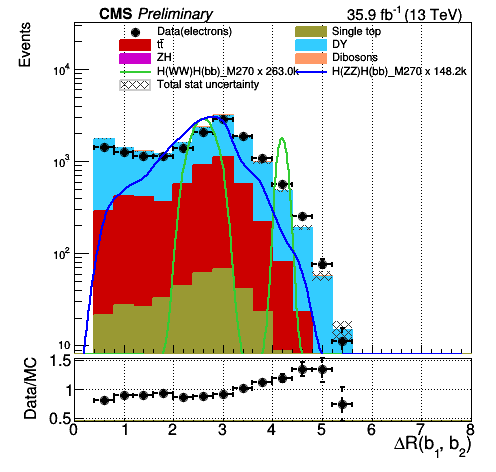 CMS Preliminary 35.9 fb⁻¹ (13 TeV)
Data(electrons) Single top
tt̄ DY
ZH Dibosons
H(WW)H(bb)_M270 x 263.0k H(ZZ)H(bb)_M270 x 148.2k
Total stat uncertainty
Events
10⁴
10³
10²
10
Data/MC
1.5
1
0.5
0 1 2 3 4 5 6 7 8
ΔR(b₁, b₂)